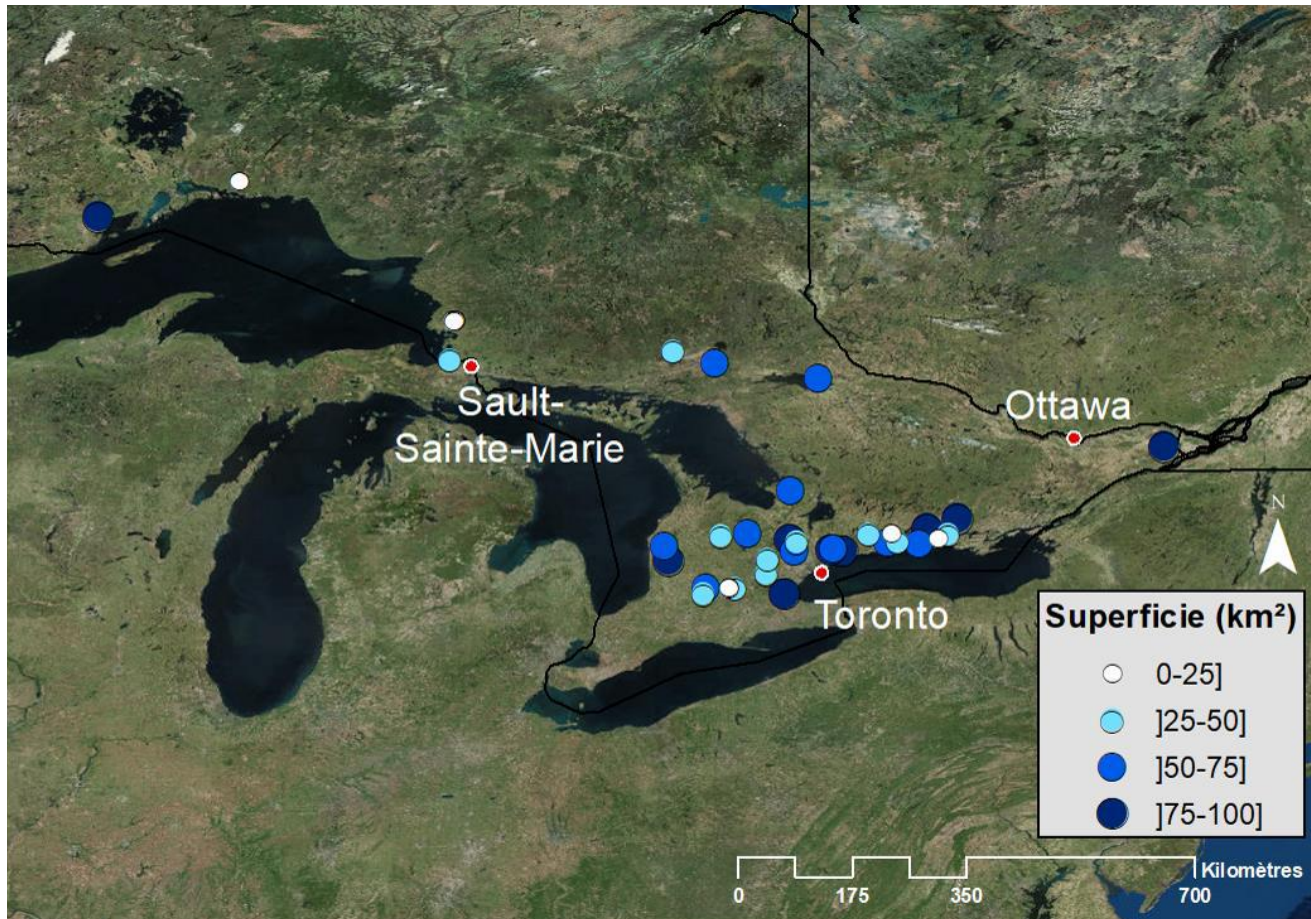 Sault-
Sainte-Marie
Ottawa
Toronto
N
Superficie (km²)
0-25]
]25-50]
]50-75]
]75-100]
Kilomètres
0 175 350 700